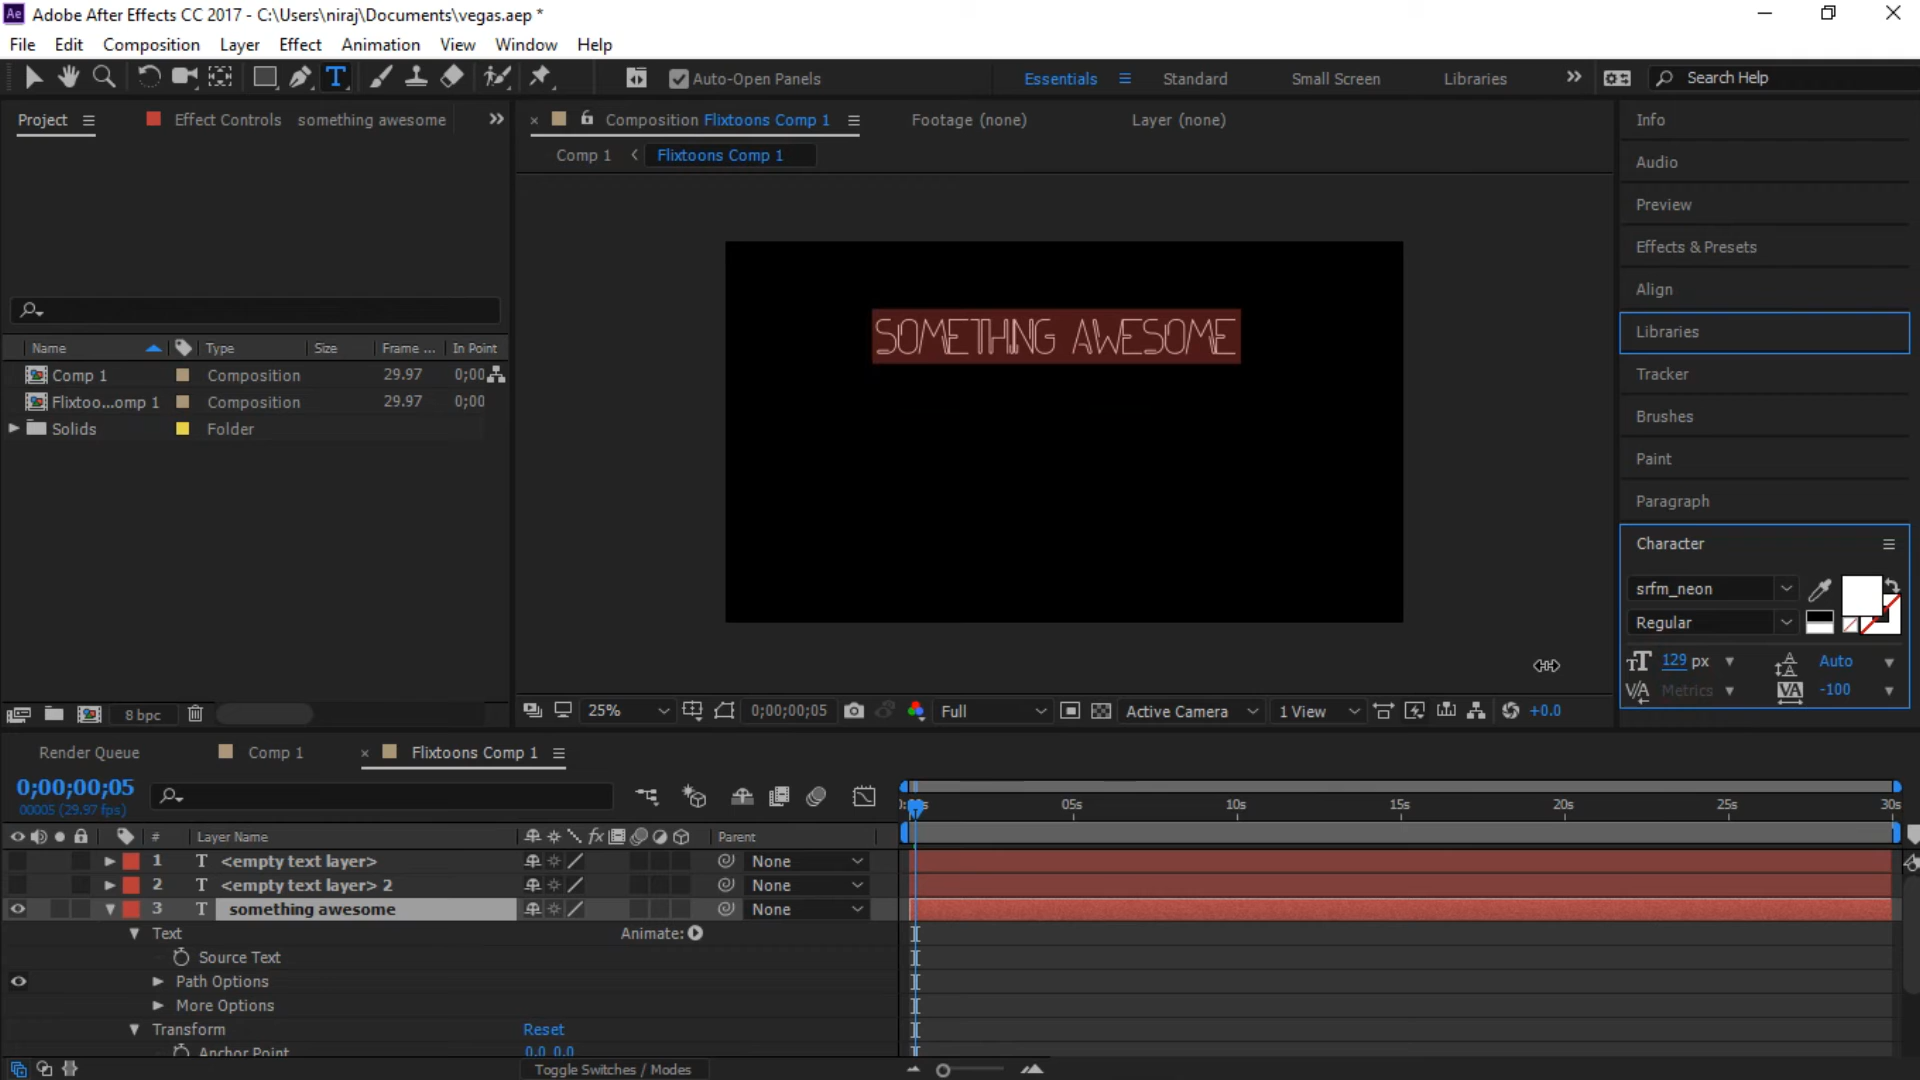 Adobe After Effects CC 2017 - C:\Users\niraj\Documents\vegas.aep *
File Edit Composition Layer Effect Animation View Window Help
Auto-Open Panels Essentials Standard Small Screen Libraries Search Help
Project Effect Controls something awesome
Composition Flixtoons Comp 1 Footage (none) Layer (none)
Comp 1 Flixtoons Comp 1
SOMETHING AWESOME
Name Type Size Frame ... In Point
Comp 1 Composition 29.97 0;00
Flixtoo...omp 1 Composition 29.97 0;00
Solids Folder
8 bpc
25% 0;00;00;05 Full Active Camera 1 View +0.0
Info
Audio
Preview
Effects & Presets
Align
Libraries
Tracker
Brushes
Paint
Paragraph
Character
srfm_neon
Regular
129 px Auto
Metrics -100
Render Queue Comp 1 Flixtoons Comp 1
0;00;00;05
00005 (29.97 fps)
05s 10s 15s 20s 25s 30s
# Layer Name Parent
1 T <empty text layer> None
2 T <empty text layer> 2 None
3 T something awesome None
Text Animate:
Source Text
Path Options
More Options
Transform Reset
Anchor Point 0.0, 0.0
Toggle Switches / Modes